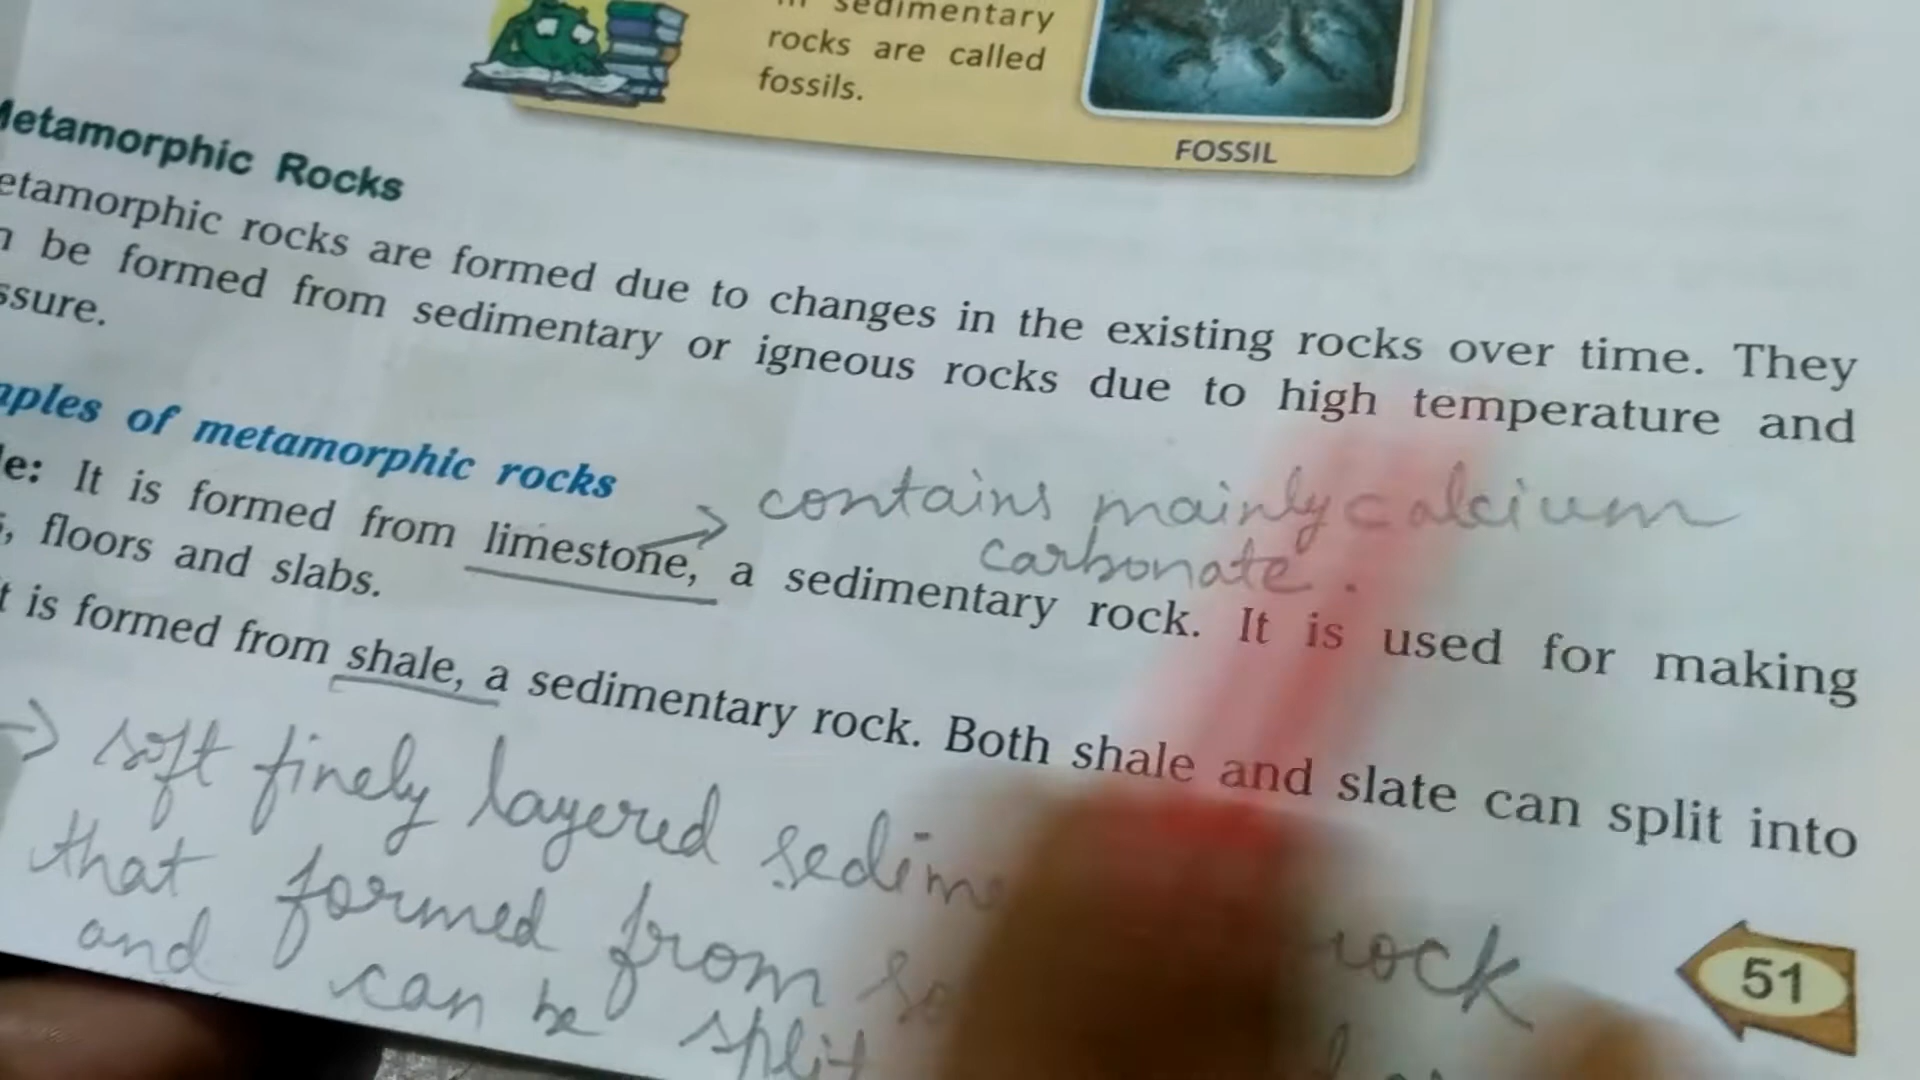 sedimentary
rocks are called
fossils.
FOSSIL
Metamorphic Rocks
etamorphic rocks are formed due to changes in the existing rocks over time. They
n be formed from sedimentary or igneous rocks due to high temperature and
ssure.
ples of metamorphic rocks
contains mainly calcium
carbonate.
e: It is formed from limestone, a sedimentary rock. It is used for making
, floors and slabs.
t is formed from shale, a sedimentary rock. Both shale and slate can split into
→ soft finely layered sedim rock
that formed from
and can be split
51